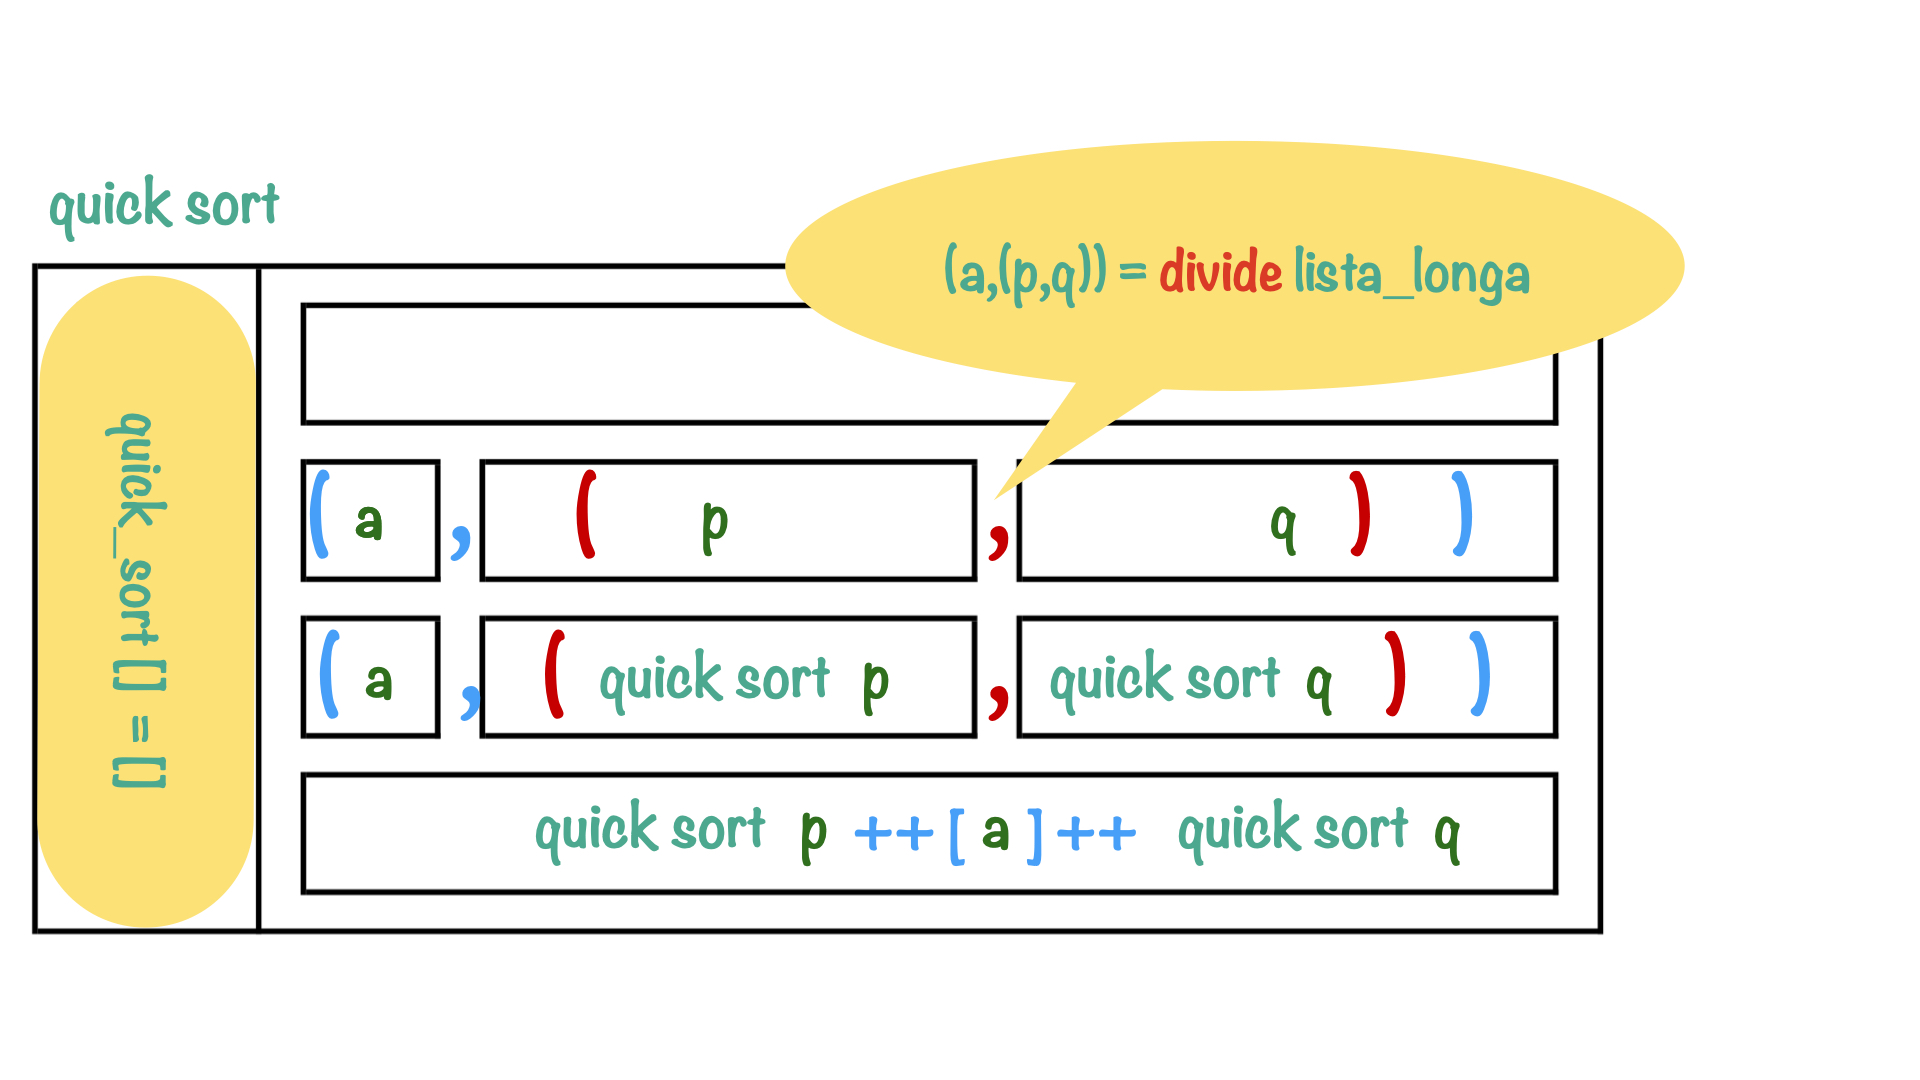 quick sort
(a,(p,q)) = divide lista_longa
quick_sort [] = []
( a , ( p , q ) )
( a , ( quick sort p , quick sort q ) )
quick sort p ++ [ a ] ++ quick sort q